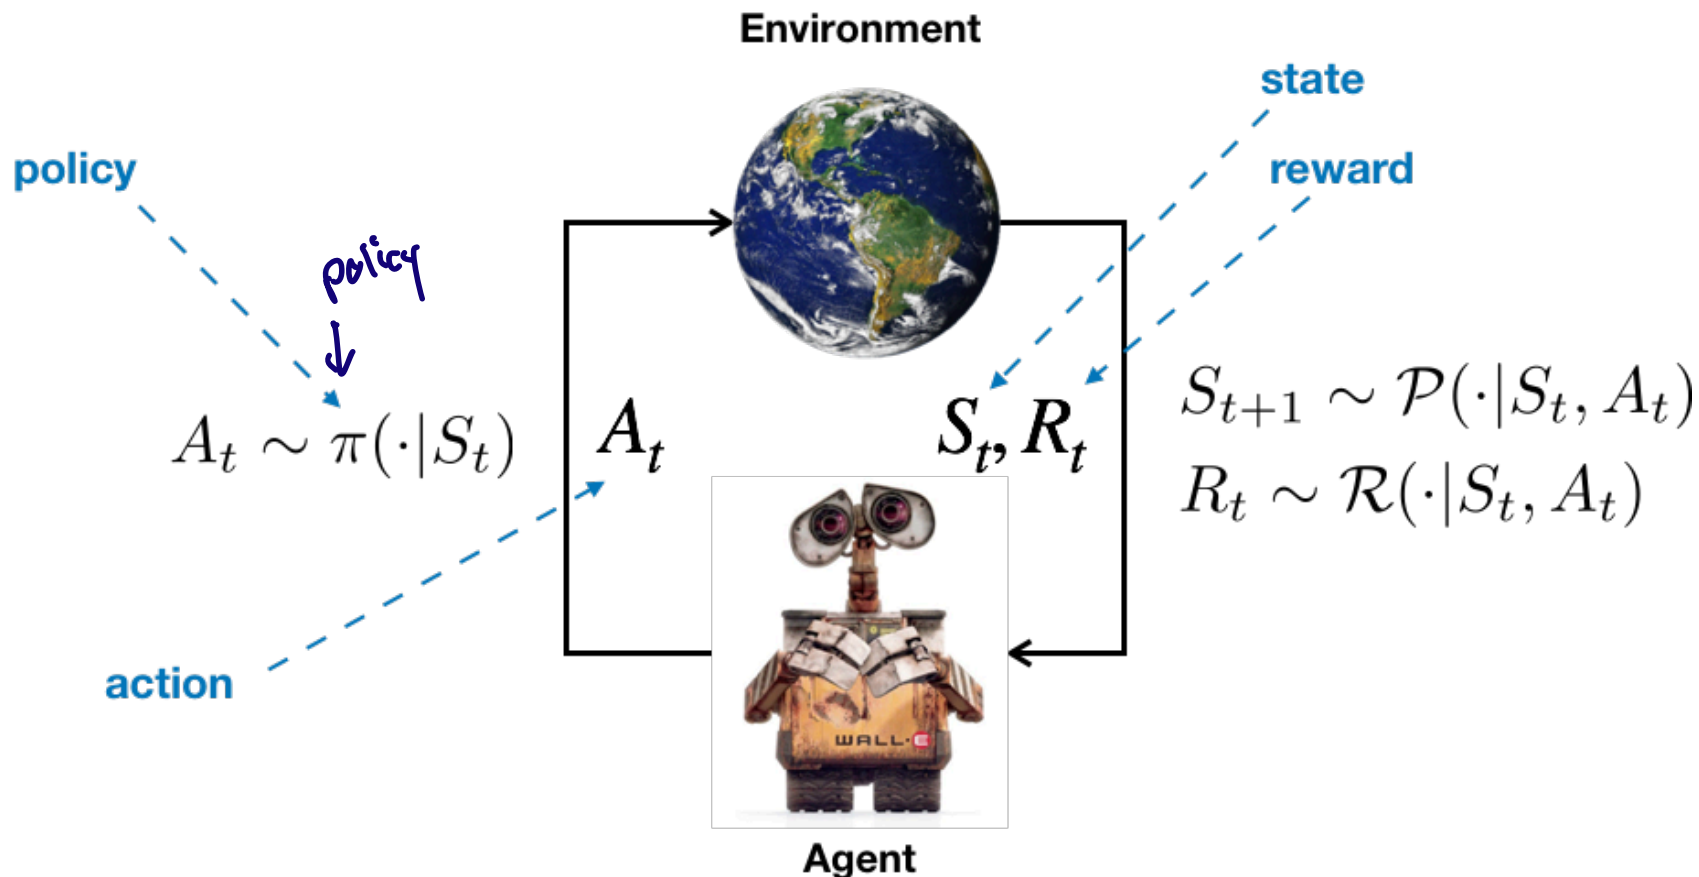 Environment
state
policy
reward
policy
A_t ∼ π(·|S_t)
A_t
S_t, R_t
S_{t+1} ∼ 𝒫(·|S_t, A_t)
R_t ∼ ℛ(·|S_t, A_t)
action
WALL·E
Agent